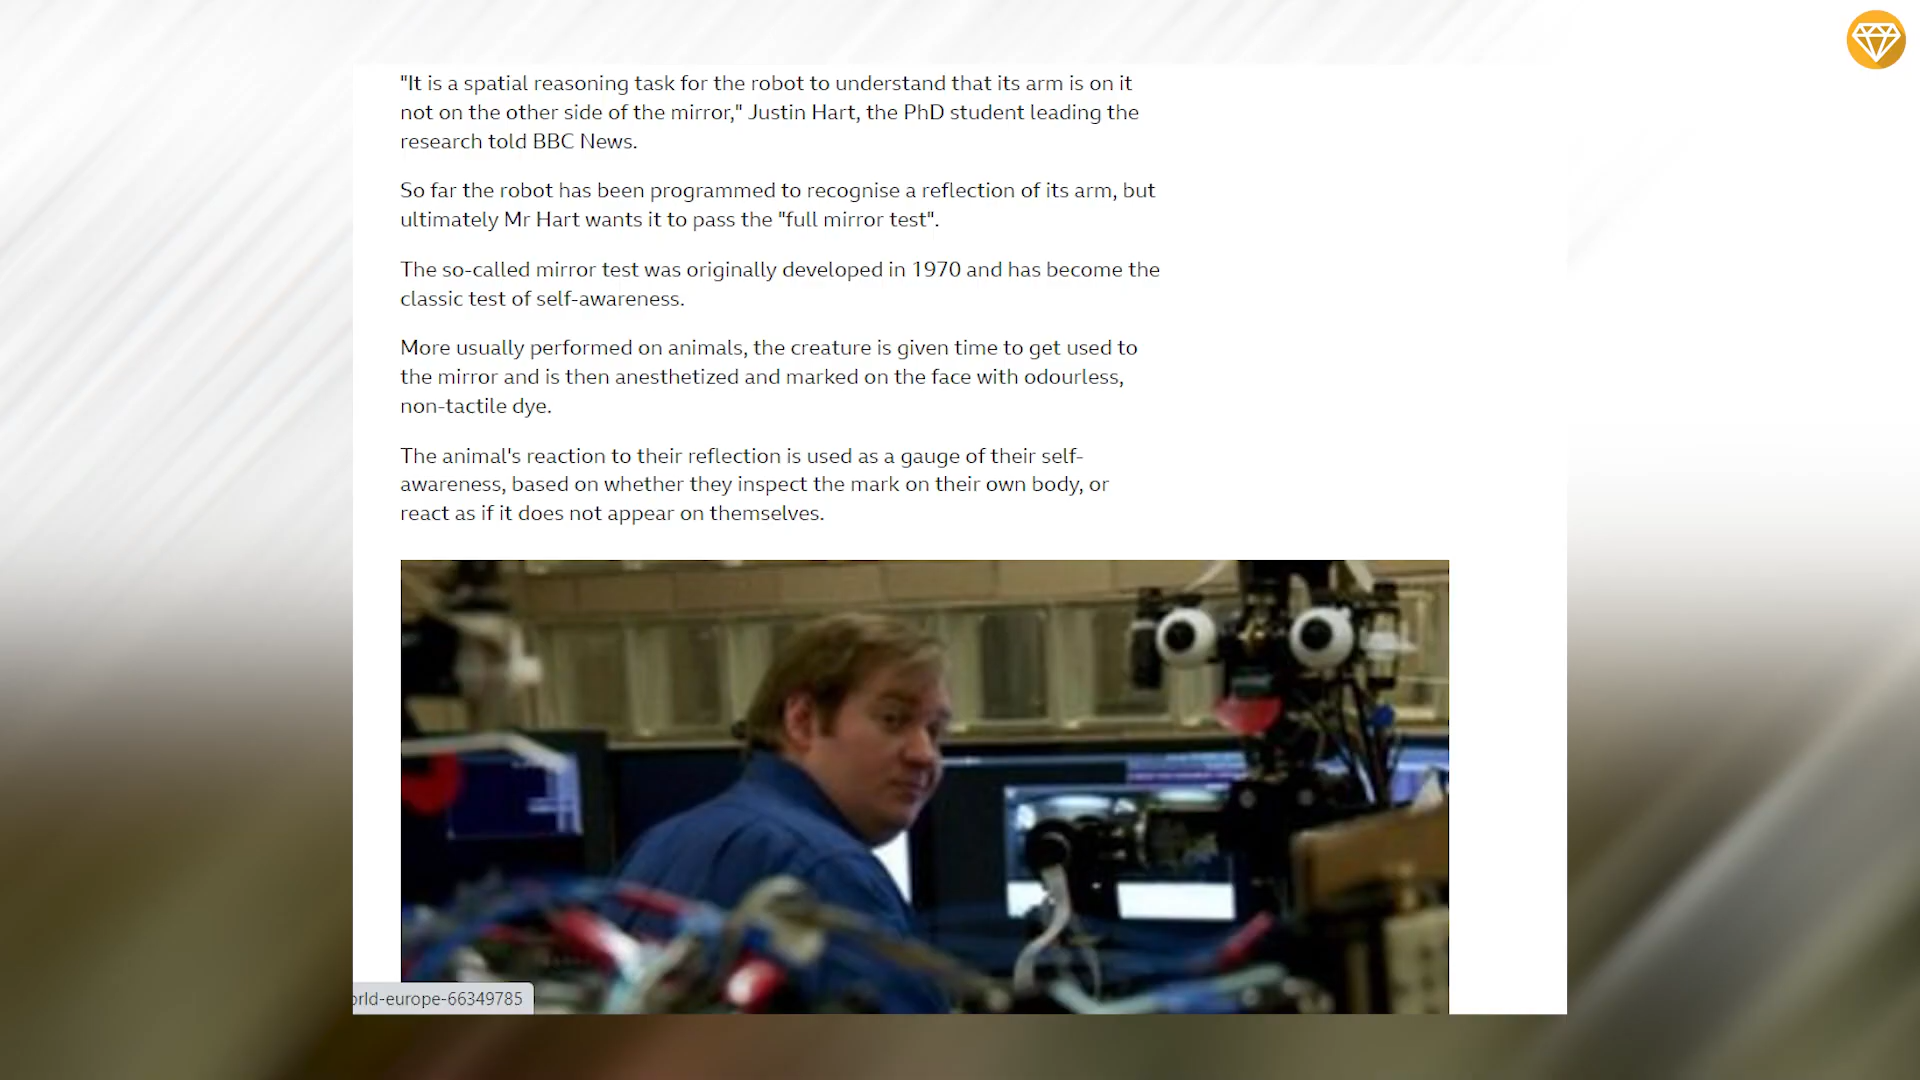 "It is a spatial reasoning task for the robot to understand that its arm is on it
not on the other side of the mirror," Justin Hart, the PhD student leading the
research told BBC News.
So far the robot has been programmed to recognise a reflection of its arm, but
ultimately Mr Hart wants it to pass the "full mirror test".
The so-called mirror test was originally developed in 1970 and has become the
classic test of self-awareness.
More usually performed on animals, the creature is given time to get used to
the mirror and is then anesthetized and marked on the face with odourless,
non-tactile dye.
The animal's reaction to their reflection is used as a gauge of their self-
awareness, based on whether they inspect the mark on their own body, or
react as if it does not appear on themselves.
orld-europe-66349785